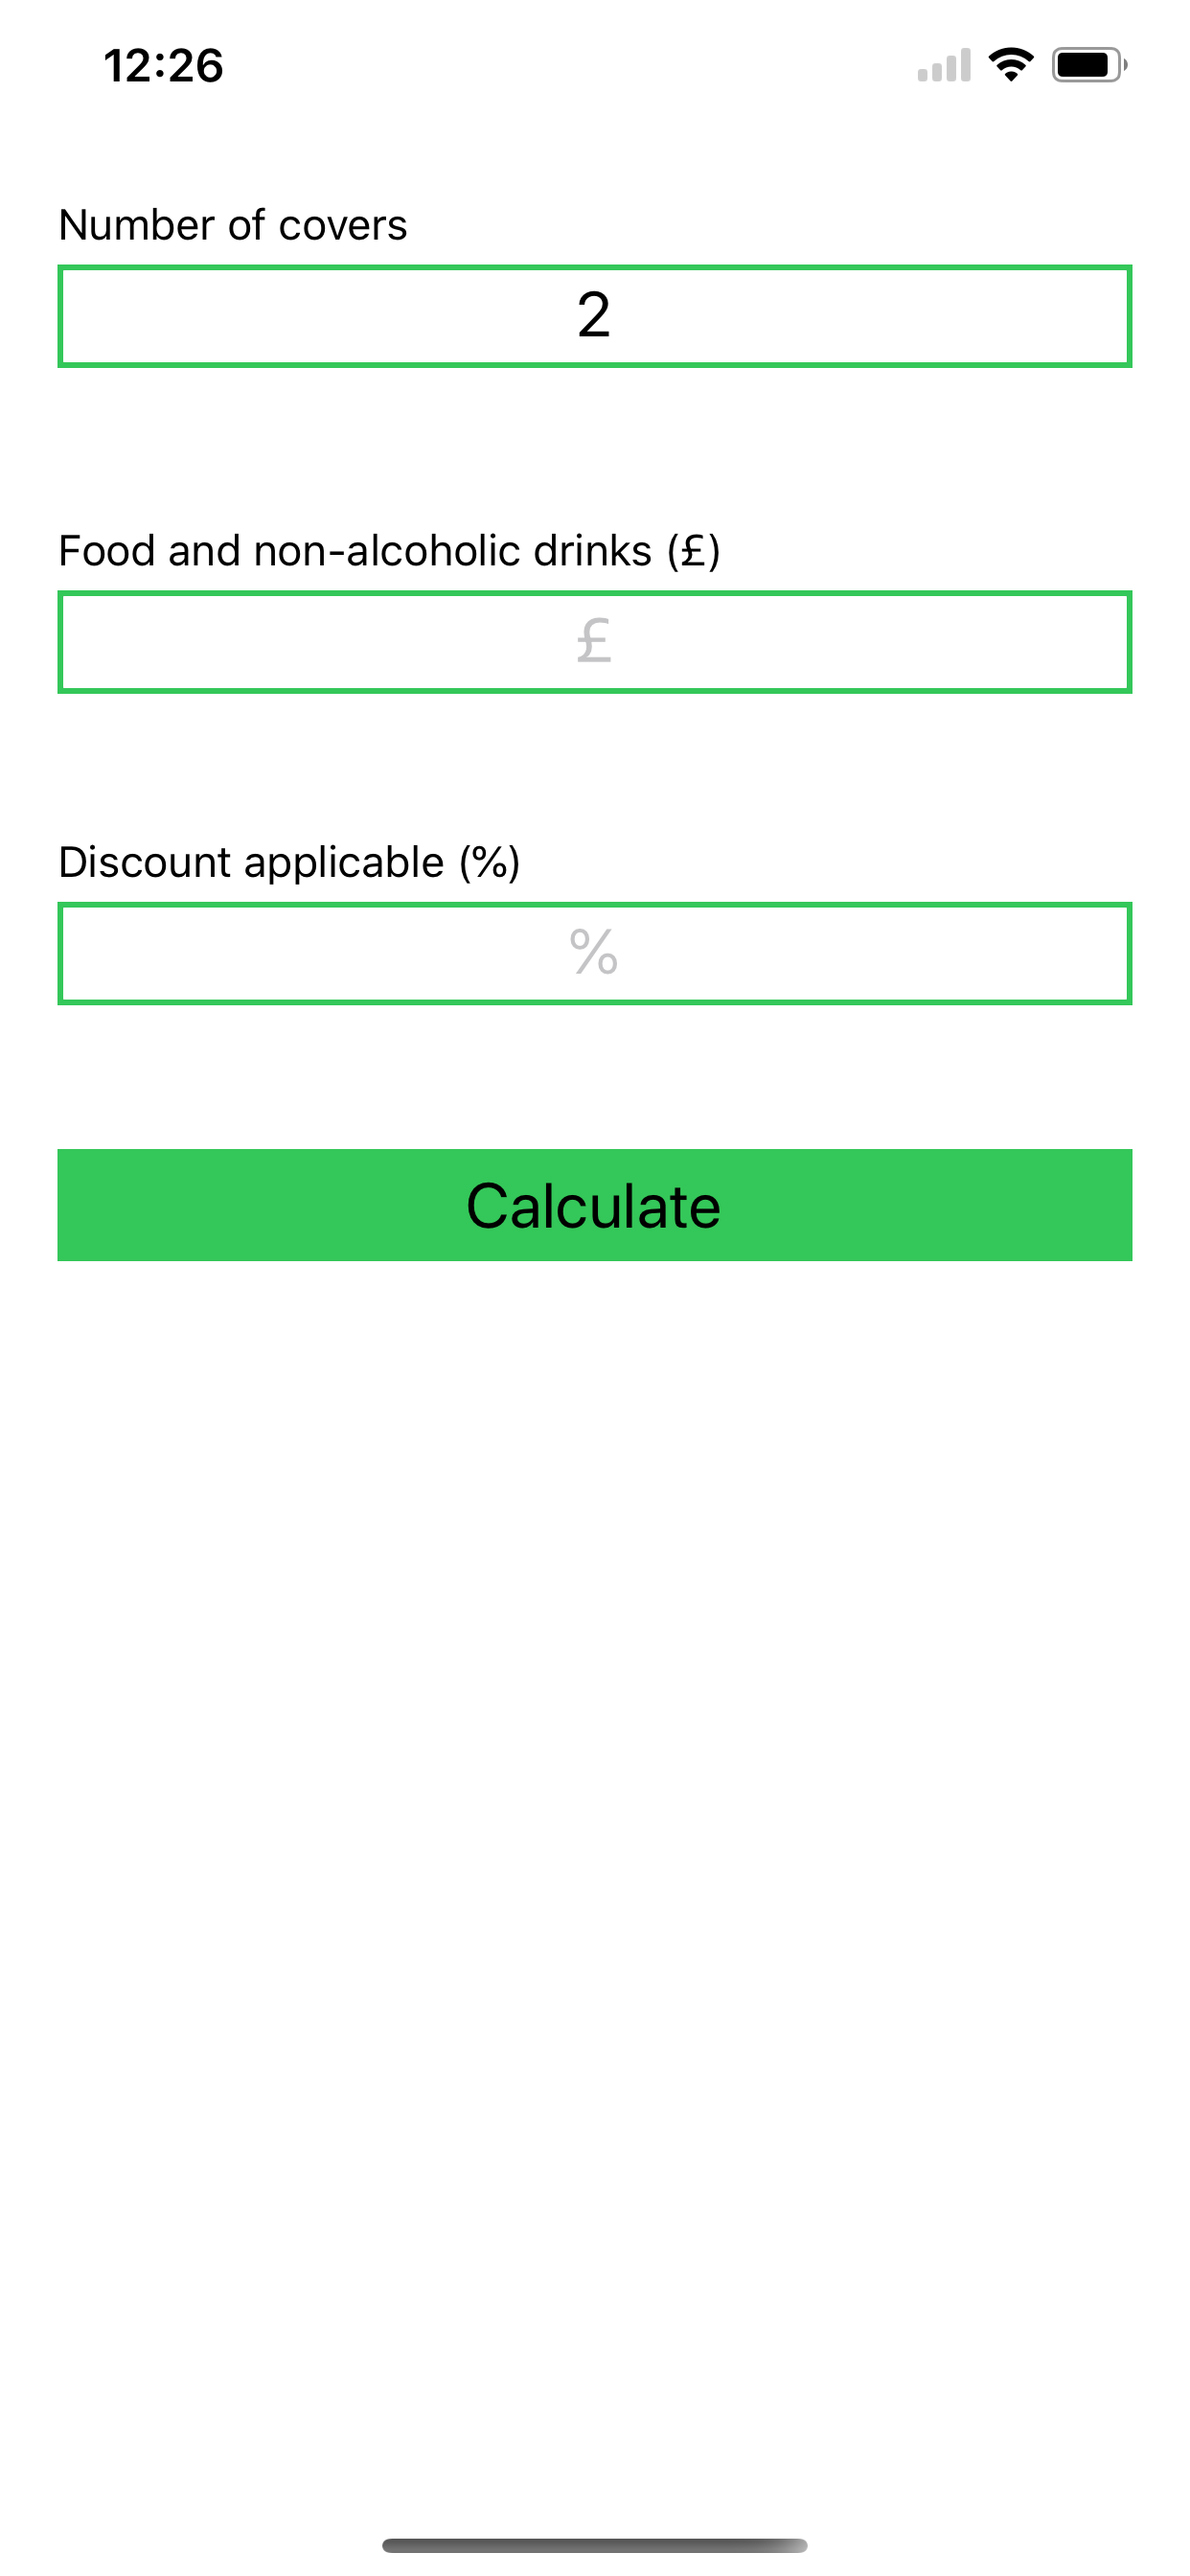 12:26
Number of covers
2
Food and non-alcoholic drinks (£)
£
Discount applicable (%)
%
Calculate